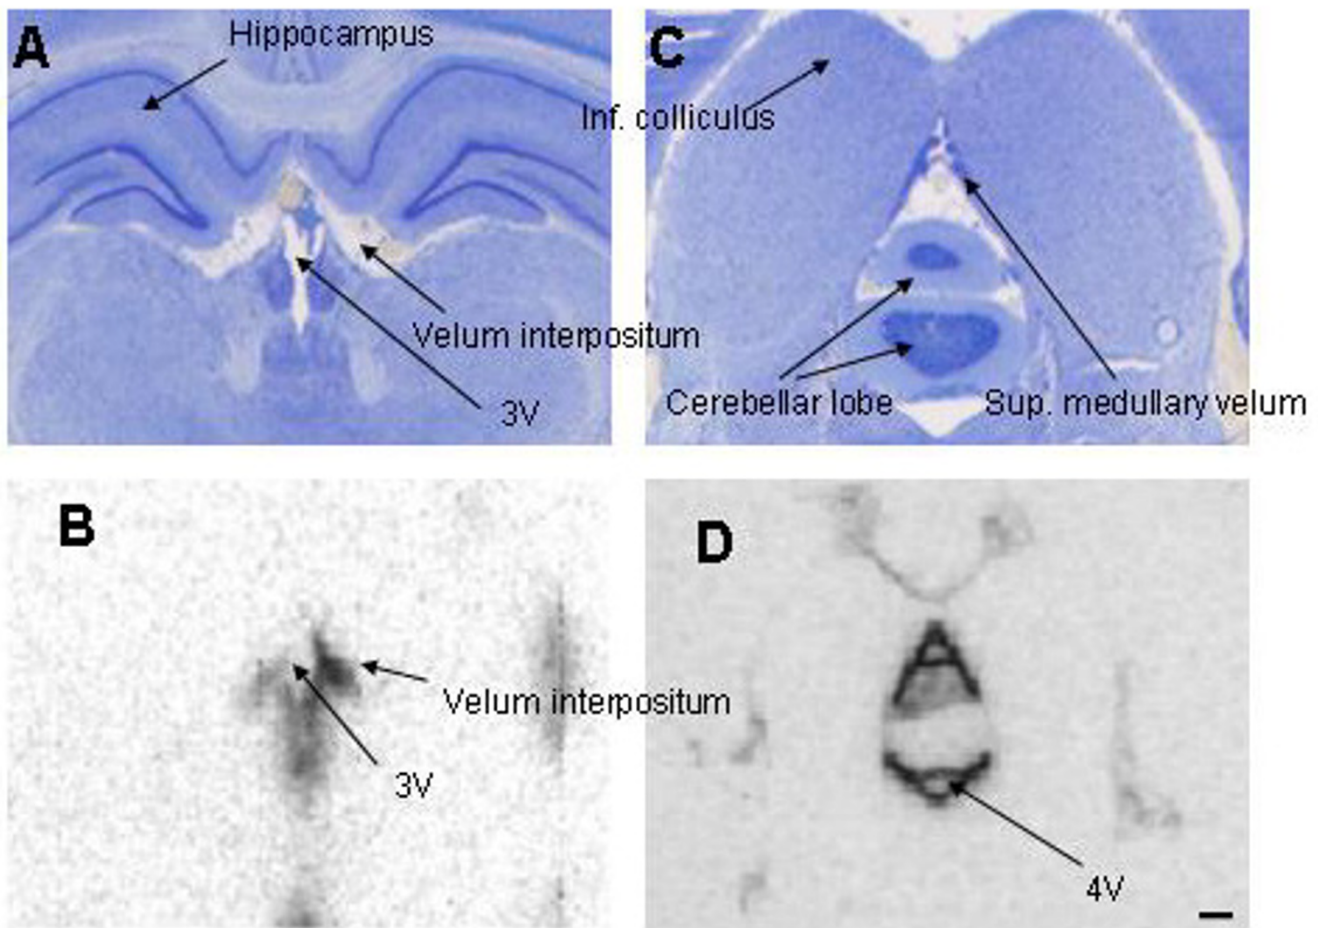 A
Hippocampus
Velum interpositum
3V
C
Inf. colliculus
Cerebellar lobe
Sup. medullary velum
B
Velum interpositum
3V
D
4V